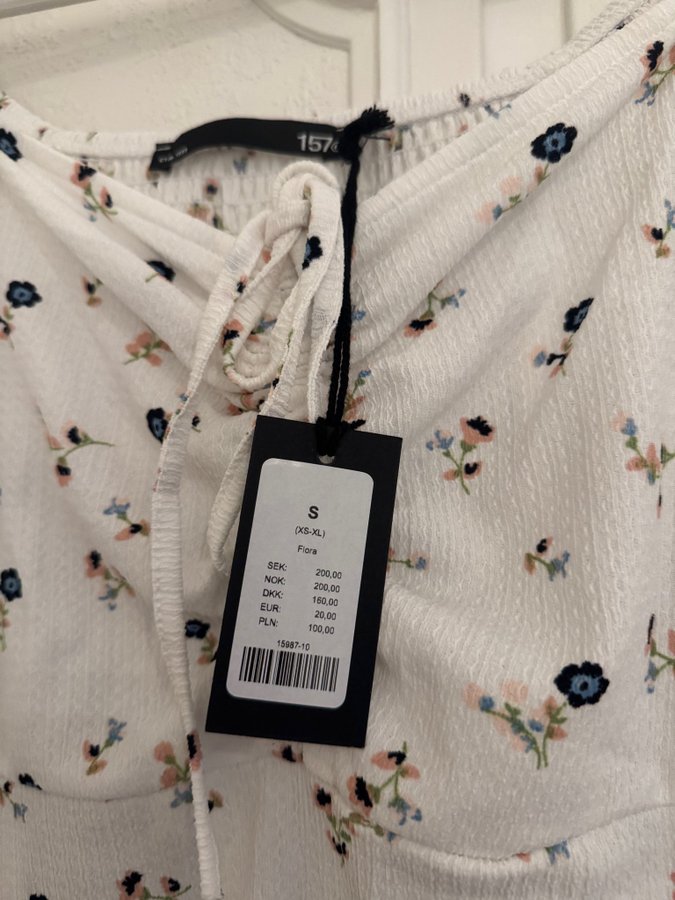 157
S
(XS-XL)
Flora
SEK: 200,00
NOK: 200,00
DKK: 160,00
EUR: 20,00
PLN: 100,00
15987-10